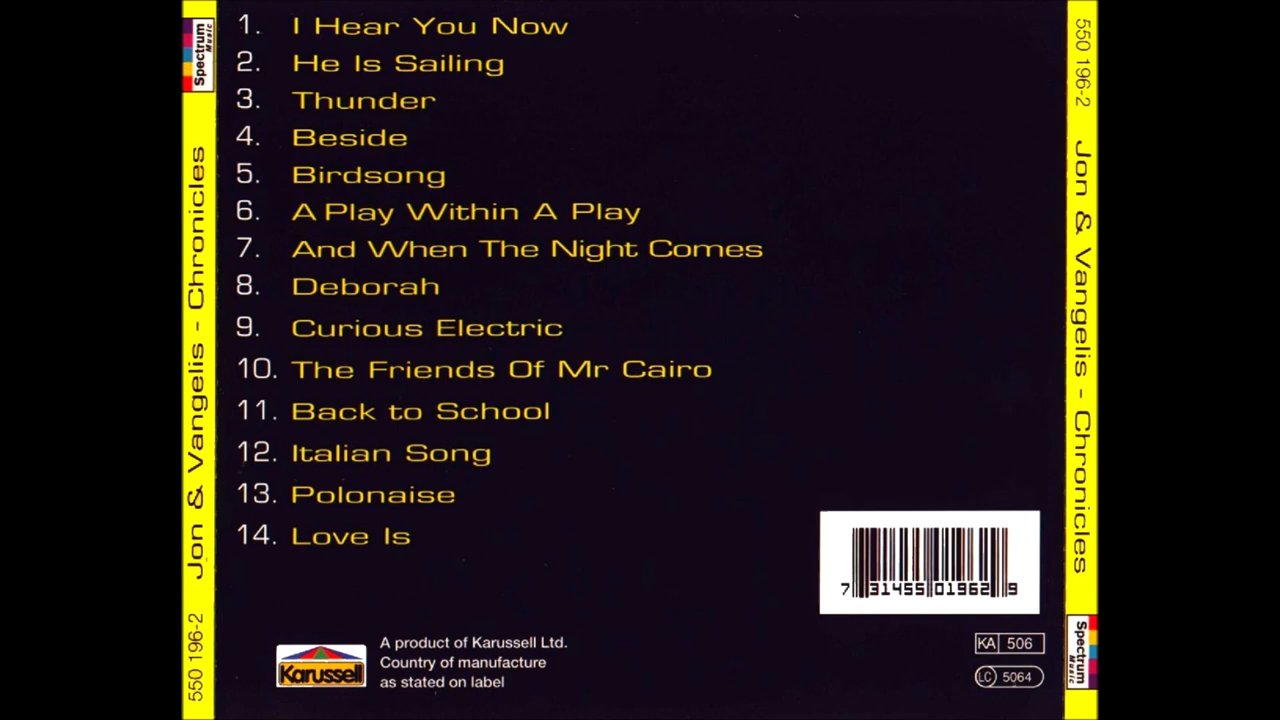 Spectrum
Music
Jon & Vangelis - Chronicles
550 196-2
1. I Hear You Now
2. He Is Sailing
3. Thunder
4. Beside
5. Birdsong
6. A Play Within A Play
7. And When The Night Comes
8. Deborah
9. Curious Electric
10. The Friends Of Mr Cairo
11. Back to School
12. Italian Song
13. Polonaise
14. Love Is
7 31455 01962 9
Karussell
A product of Karussell Ltd.
Country of manufacture
as stated on label
KA 506
LC 5064
550 196-2
Jon & Vangelis - Chronicles
Spectrum
Music